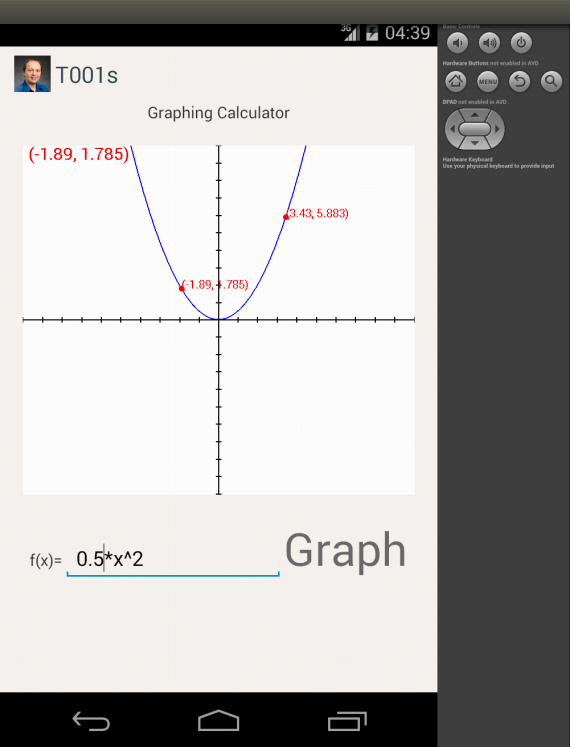 3G 04:39
T001s
Graphing Calculator
(-1.89, 1.785)
(3.43, 5.883)
(-1.89, 1.785)
f(x)= 0.5*x^2 Graph
Basic Controls
Hardware Buttons not enabled in AVD
MENU
DPAD not enabled in AVD
Hardware Keyboard
Use your physical keyboard to provide input